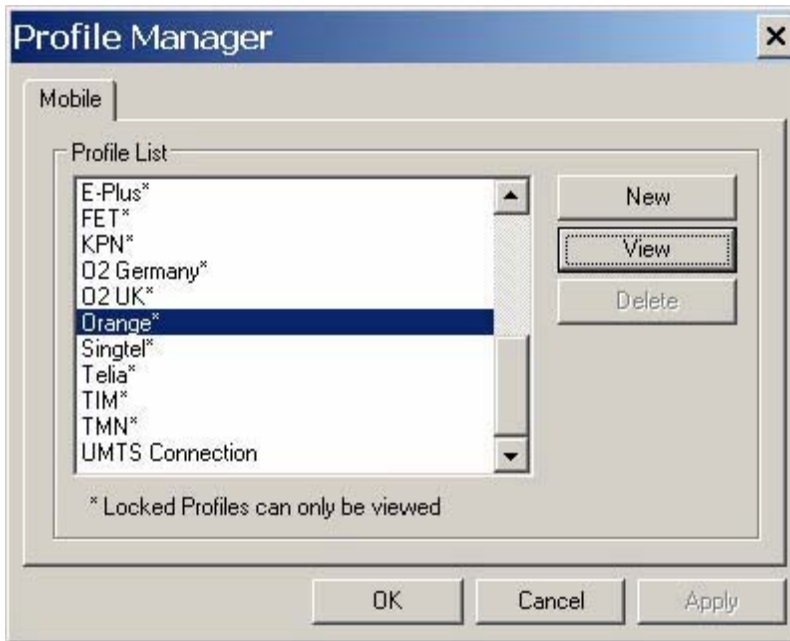 Profile Manager
Mobile
Profile List
E-Plus*
FET*
KPN*
O2 Germany*
O2 UK*
Orange*
Singtel*
Telia*
TIM*
TMN*
UMTS Connection
New
View
Delete
* Locked Profiles can only be viewed
OK Cancel Apply